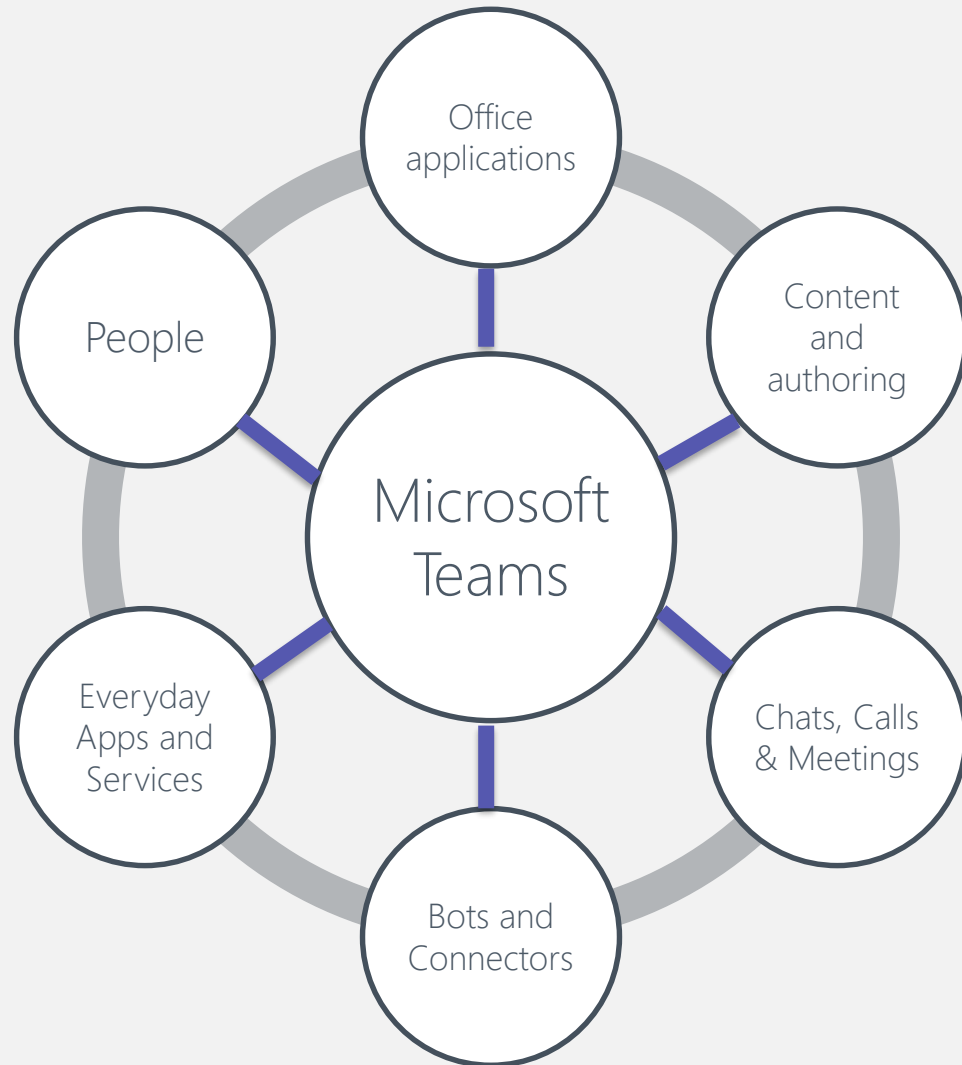 Office
applications
People
Content
and
authoring
Microsoft
Teams
Everyday
Apps and
Services
Chats, Calls
& Meetings
Bots and
Connectors